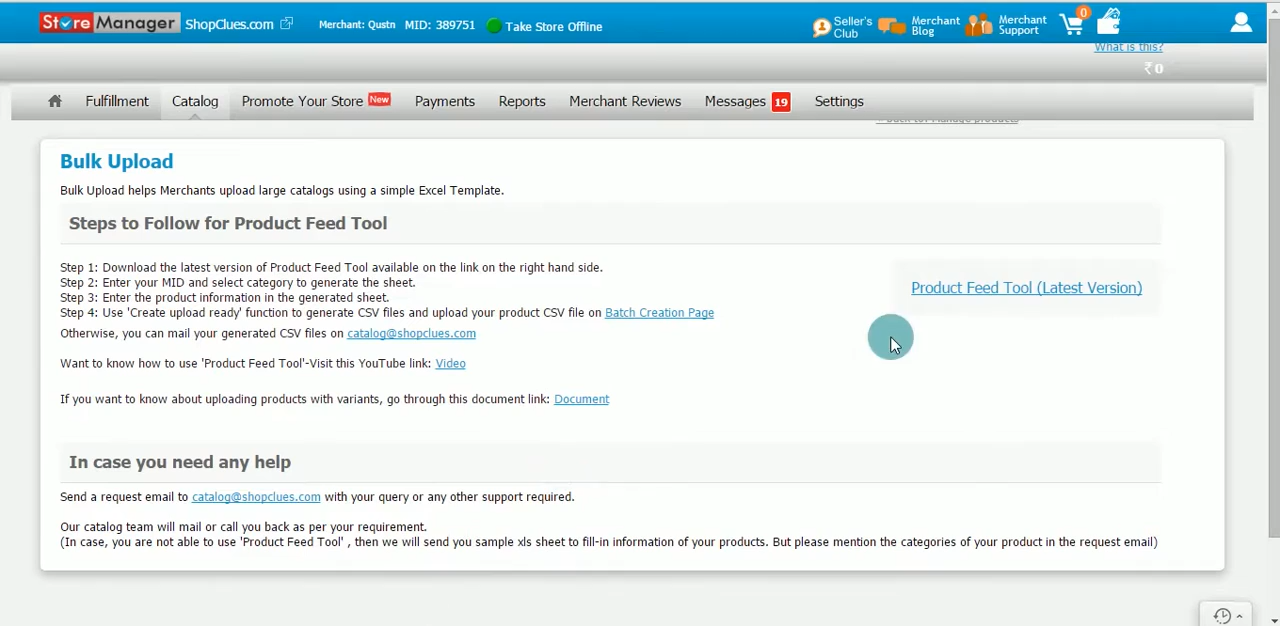 Store Manager ShopClues.com Merchant: Qustn MID: 389751 Take Store Offline
Seller's Club
Merchant Blog
Merchant Support
0
What is this?
₹ 0
Fulfillment Catalog Promote Your Store New Payments Reports Merchant Reviews Messages 19 Settings
Back to: Manage products
Bulk Upload
Bulk Upload helps Merchants upload large catalogs using a simple Excel Template.
Steps to Follow for Product Feed Tool
Step 1: Download the latest version of Product Feed Tool available on the link on the right hand side.
Step 2: Enter your MID and select category to generate the sheet.
Step 3: Enter the product information in the generated sheet.
Step 4: Use 'Create upload ready' function to generate CSV files and upload your product CSV file on Batch Creation Page
Product Feed Tool (Latest Version)
Otherwise, you can mail your generated CSV files on catalog@shopclues.com
Want to know how to use 'Product Feed Tool'-Visit this YouTube link: Video
If you want to know about uploading products with variants, go through this document link: Document
In case you need any help
Send a request email to catalog@shopclues.com with your query or any other support required.
Our catalog team will mail or call you back as per your requirement.
(In case, you are not able to use 'Product Feed Tool' , then we will send you sample xls sheet to fill-in information of your products. But please mention the categories of your product in the request email)